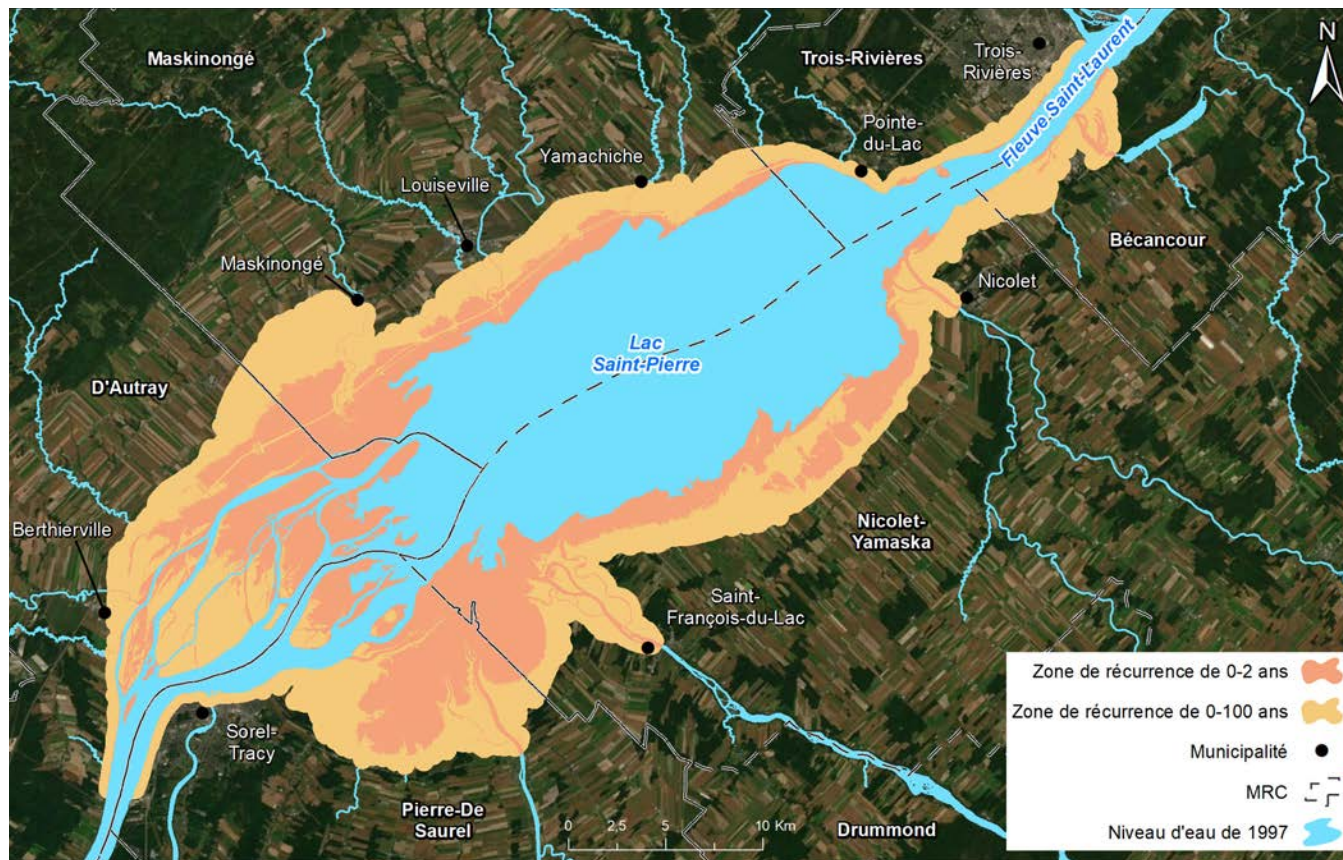 Maskinongé
Trois-Rivières
Trois-
Rivières
N
Fleuve Saint-Laurent
Pointe-
du-Lac
Yamachiche
Louiseville
Maskinongé
Bécancour
Nicolet
Lac
Saint-Pierre
D'Autray
Berthierville
Nicolet-
Yamaska
Saint-
François-du-Lac
Sorel-
Tracy
Pierre-De
Saurel
Drummond
0 2,5 5 10 Km
Zone de récurrence de 0-2 ans
Zone de récurrence de 0-100 ans
Municipalité
MRC
Niveau d'eau de 1997